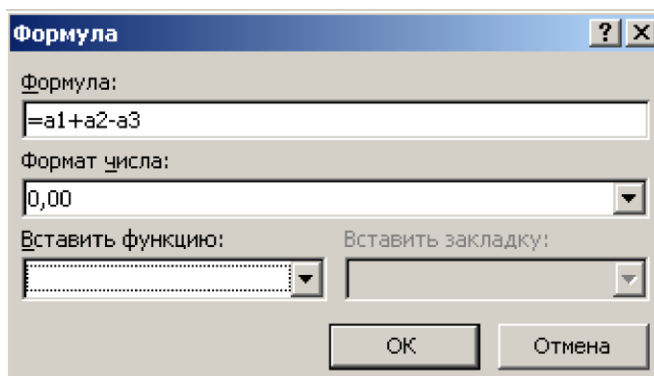 Формула
Формула:
=a1+a2-a3
Формат числа:
0,00
Вставить функцию: Вставить закладку:
ОК Отмена